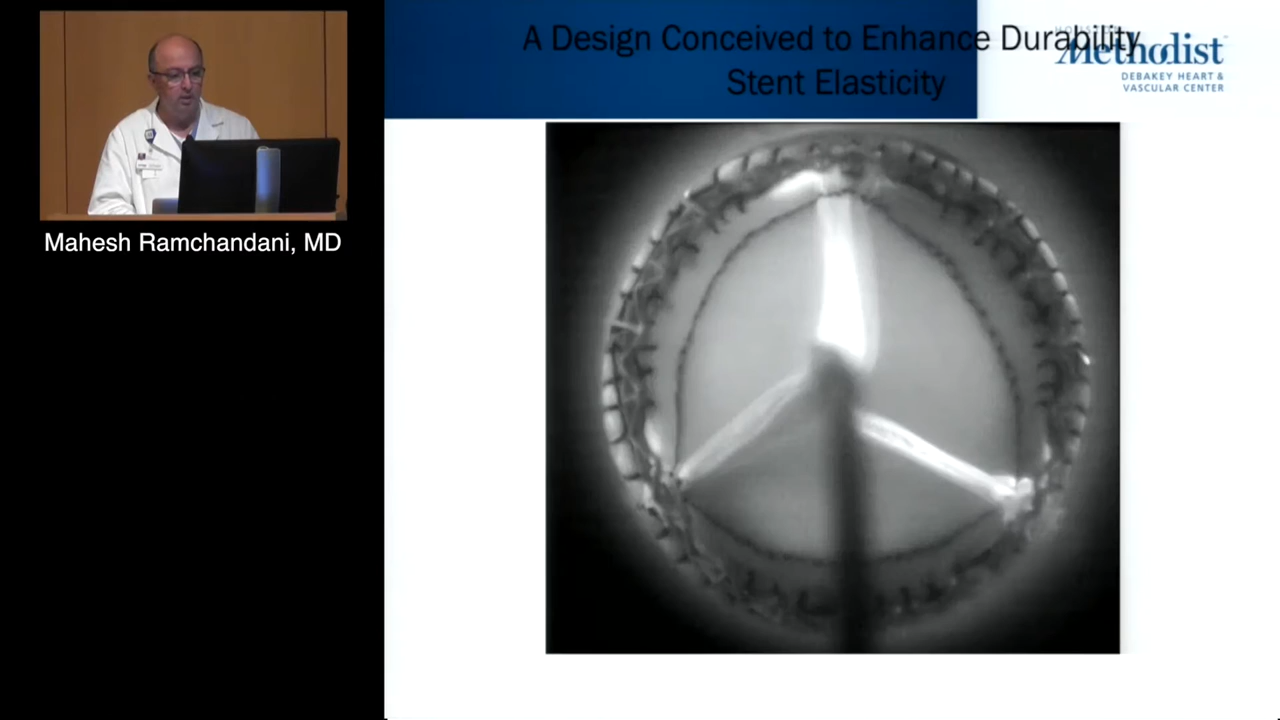 A Design Conceived to Enhance Durability
Stent Elasticity
Methodist
DEBAKEY HEART &
VASCULAR CENTER
Mahesh Ramchandani, MD